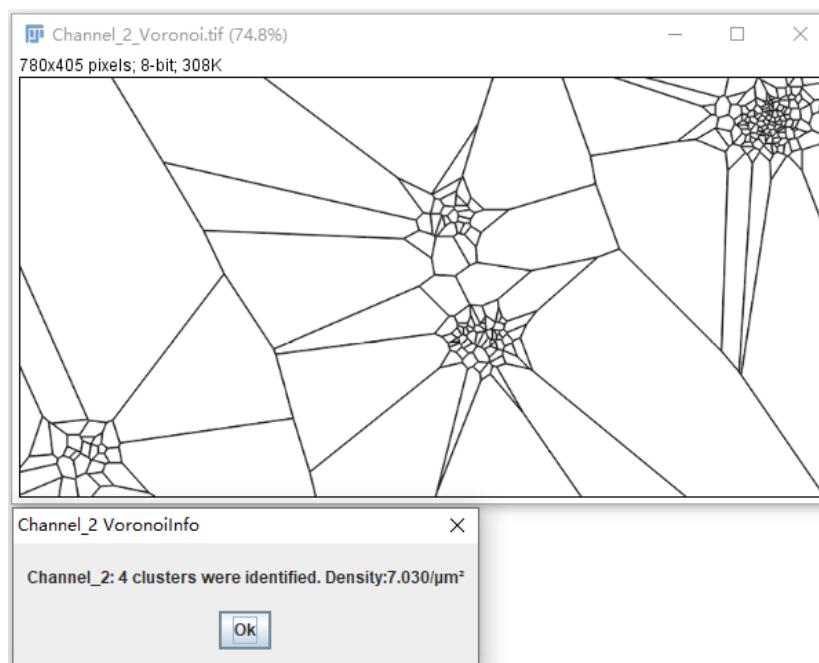 Channel_2_Voronoi.tif (74.8%)
780x405 pixels; 8-bit; 308K
Channel_2 VoronoiInfo
Channel_2: 4 clusters were identified. Density:7.030/µm²
Ok